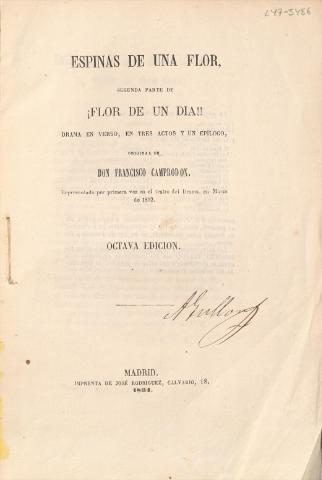 L47-5486
ESPINAS DE UNA FLOR,
SEGUNDA PARTE DE
¡FLOR DE UN DIA!!
DRAMA EN VERSO, EN TRES ACTOS Y UN EPÍLOGO,
ORIGINAL DE
DON FRANCISCO CAMPRODON.
Representado por primera vez en el teatro del Drama, en Marzo
de 1852.
OCTAVA EDICION.
MADRID.
IMPRENTA DE JOSÉ RODRIGUEZ, CALVARIO, 18.